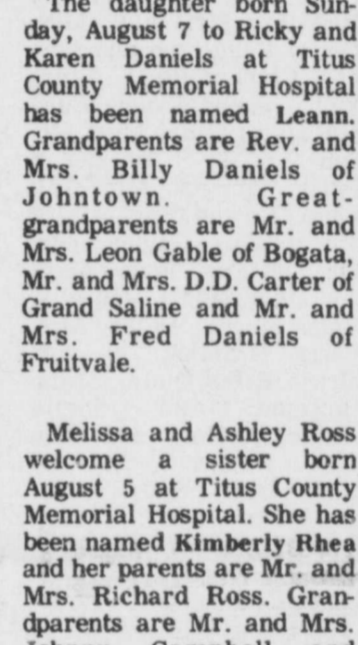 The daughter born Sun-
day, August 7 to Ricky and
Karen Daniels at Titus
County Memorial Hospital
has been named Leann.
Grandparents are Rev. and
Mrs. Billy Daniels of
Johntown. Great-
grandparents are Mr. and
Mrs. Leon Gable of Bogata,
Mr. and Mrs. D.D. Carter of
Grand Saline and Mr. and
Mrs. Fred Daniels of
Fruitvale.
Melissa and Ashley Ross
welcome a sister born
August 5 at Titus County
Memorial Hospital. She has
been named Kimberly Rhea
and her parents are Mr. and
Mrs. Richard Ross. Gran-
dparents are Mr. and Mrs.